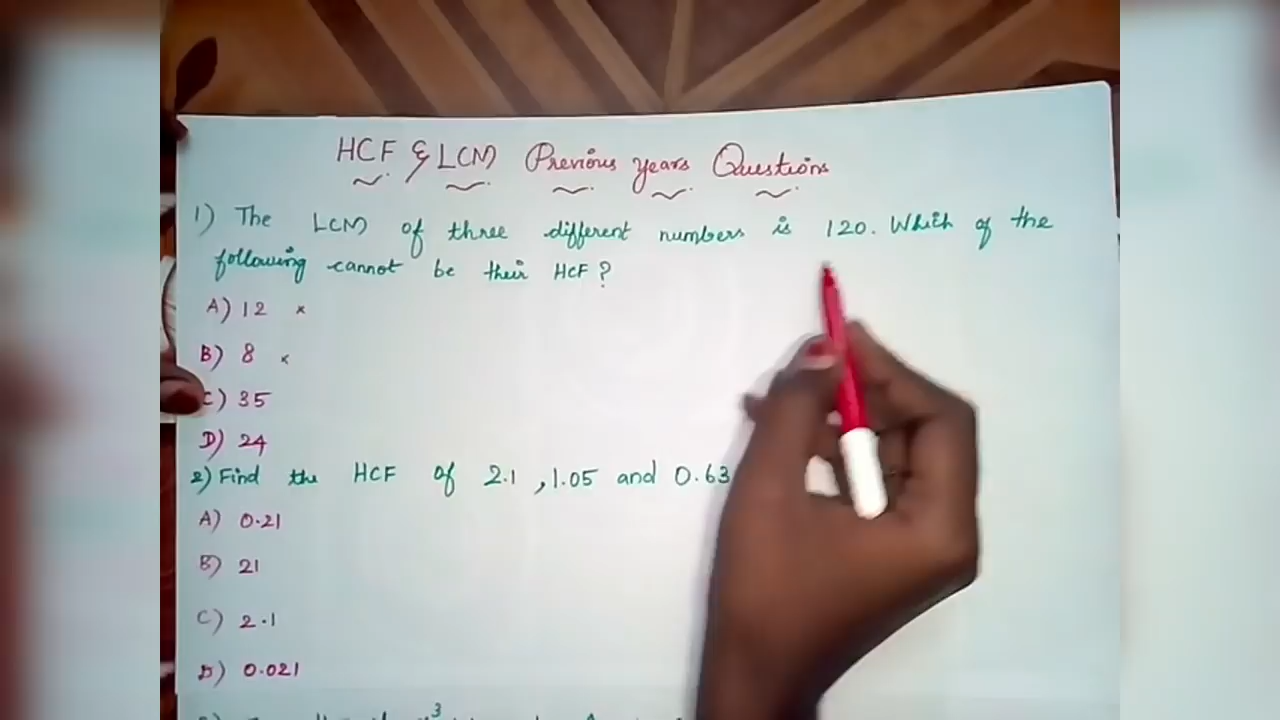 HCF & LCM Previous years Questions
1) The LCM of three different numbers is 120. Which of the
following cannot be their HCF?
A) 12 x
B) 8 x
C) 35
D) 24
2) Find the HCF of 2.1 , 1.05 and 0.63
A) 0.21
B) 21
C) 2.1
D) 0.021